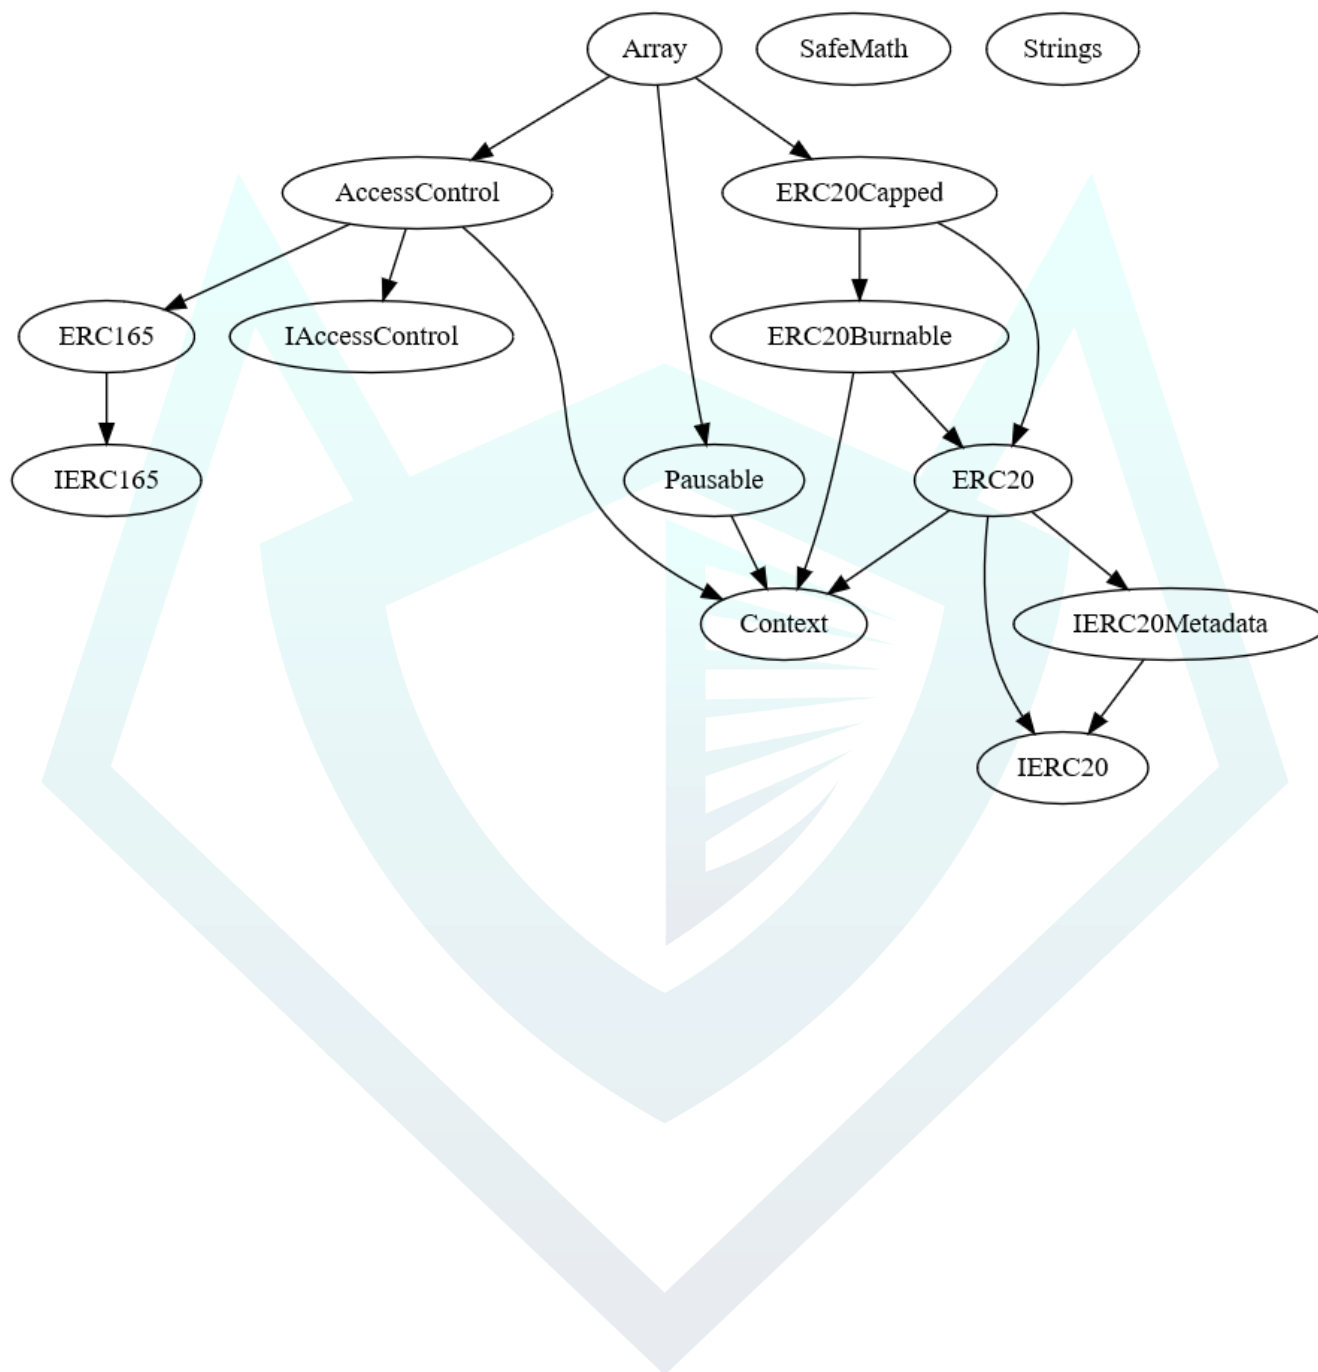 Array
SafeMath
Strings
AccessControl
ERC20Capped
ERC165
IAccessControl
ERC20Burnable
IERC165
Pausable
ERC20
Context
IERC20Metadata
IERC20